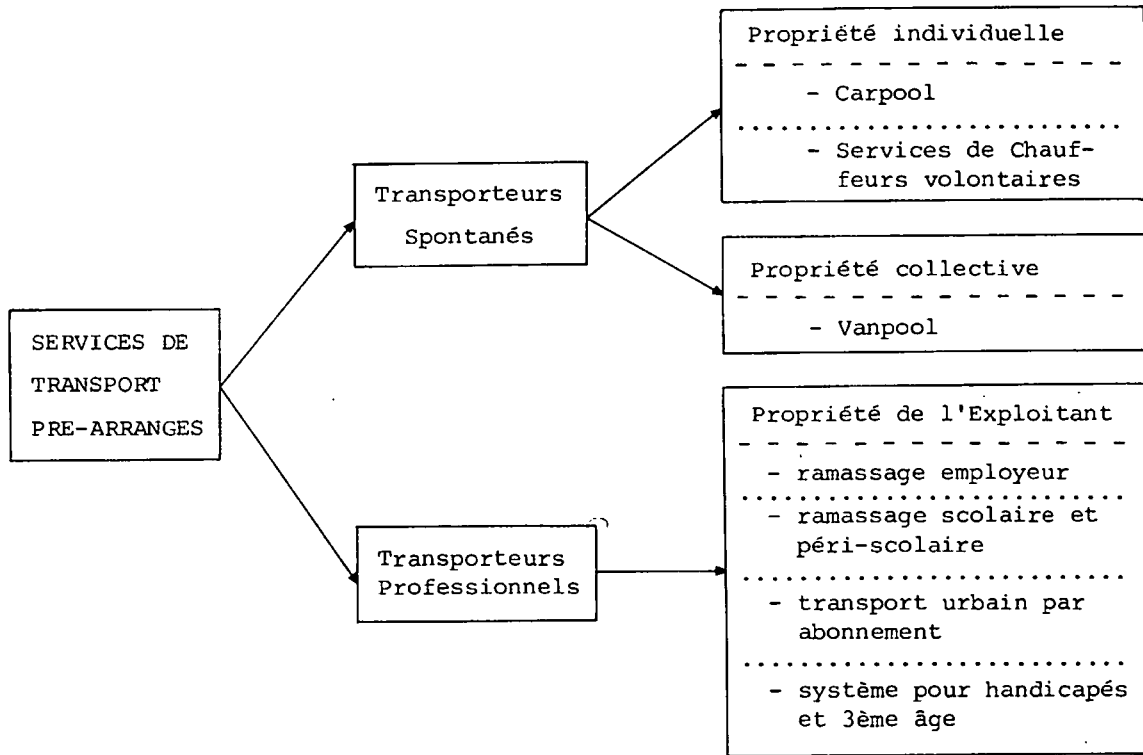 Propriété individuelle
- Carpool
- Services de Chauf-
feurs volontaires
Transporteurs
Spontanés
Propriété collective
- Vanpool
SERVICES DE
TRANSPORT
PRE-ARRANGES
Propriété de l'Exploitant
- ramassage employeur
- ramassage scolaire et
péri-scolaire
- transport urbain par
abonnement
- système pour handicapés
et 3ème âge
Transporteurs
Professionnels